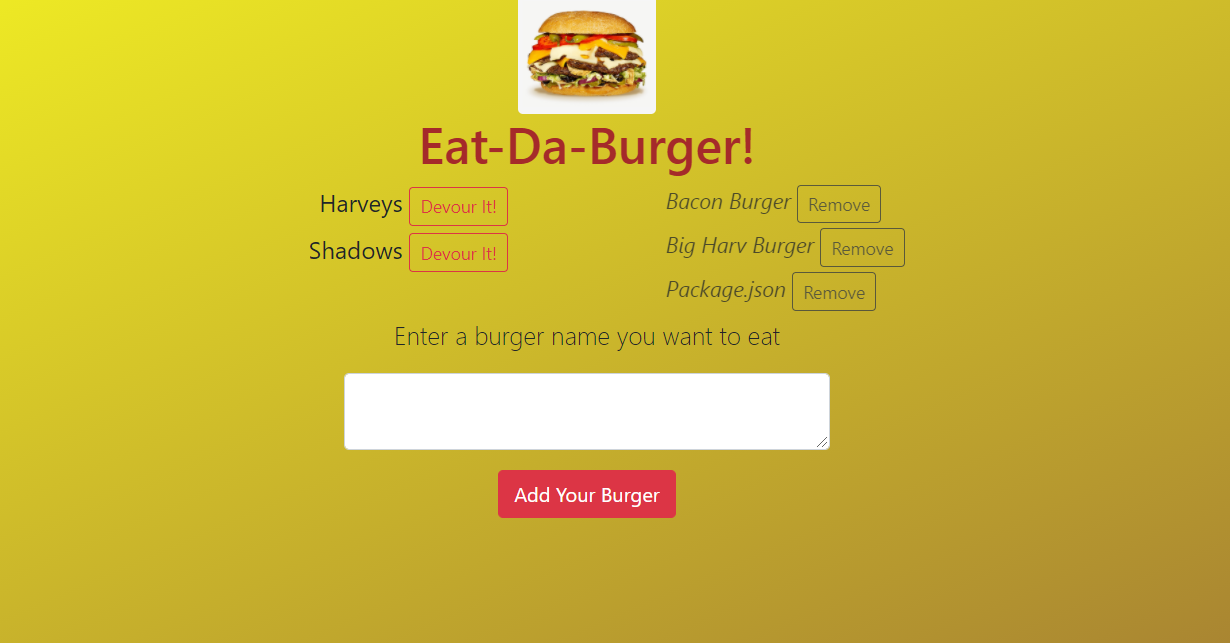 Eat-Da-Burger!
Harveys Devour It!
Shadows Devour It!
Bacon Burger Remove
Big Harv Burger Remove
Package.json Remove
Enter a burger name you want to eat
Add Your Burger